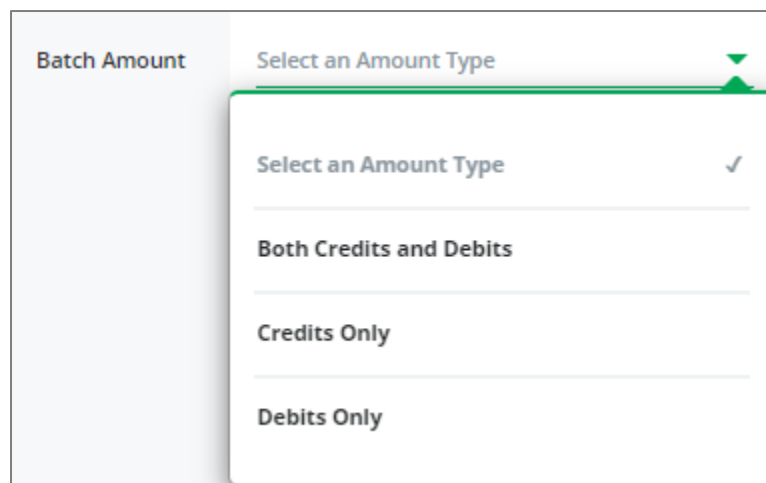 Batch Amount Select an Amount Type
Select an Amount Type
Both Credits and Debits
Credits Only
Debits Only